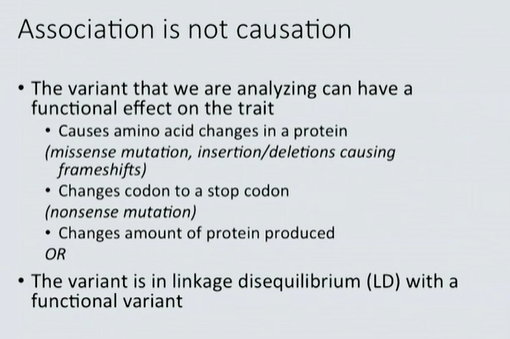 Association is not causation
• The variant that we are analyzing can have a
functional effect on the trait
• Causes amino acid changes in a protein
(missense mutation, insertion/deletions causing
frameshifts)
• Changes codon to a stop codon
(nonsense mutation)
• Changes amount of protein produced
OR
• The variant is in linkage disequilibrium (LD) with a
functional variant